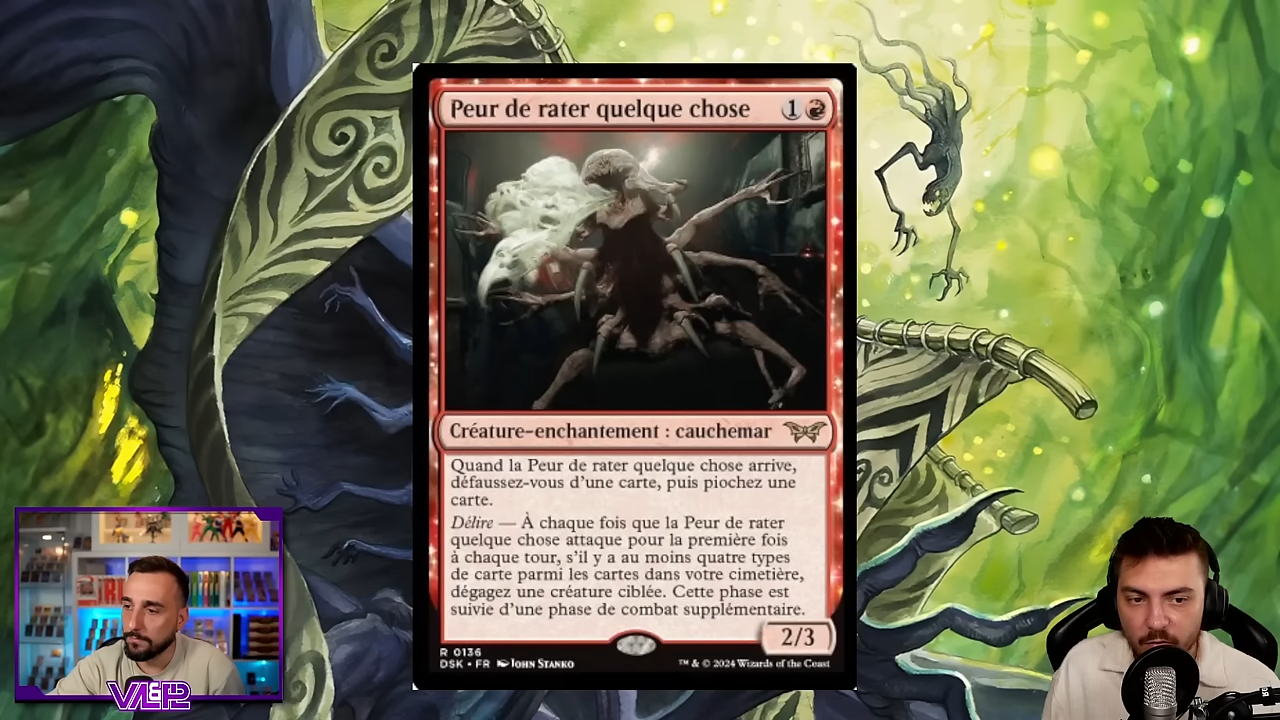 Peur de rater quelque chose 1
Créature-enchantement : cauchemar
Quand la Peur de rater quelque chose arrive,
défaussez-vous d'une carte, puis piochez une
carte.
Délire — À chaque fois que la Peur de rater
quelque chose attaque pour la première fois
à chaque tour, s'il y a au moins quatre types
de carte parmi les cartes dans votre cimetière,
dégagez une créature ciblée. Cette phase est
suivie d'une phase de combat supplémentaire.
2/3
R 0136
DSK • FR John Stanko
™ & © 2024 Wizards of the Coast